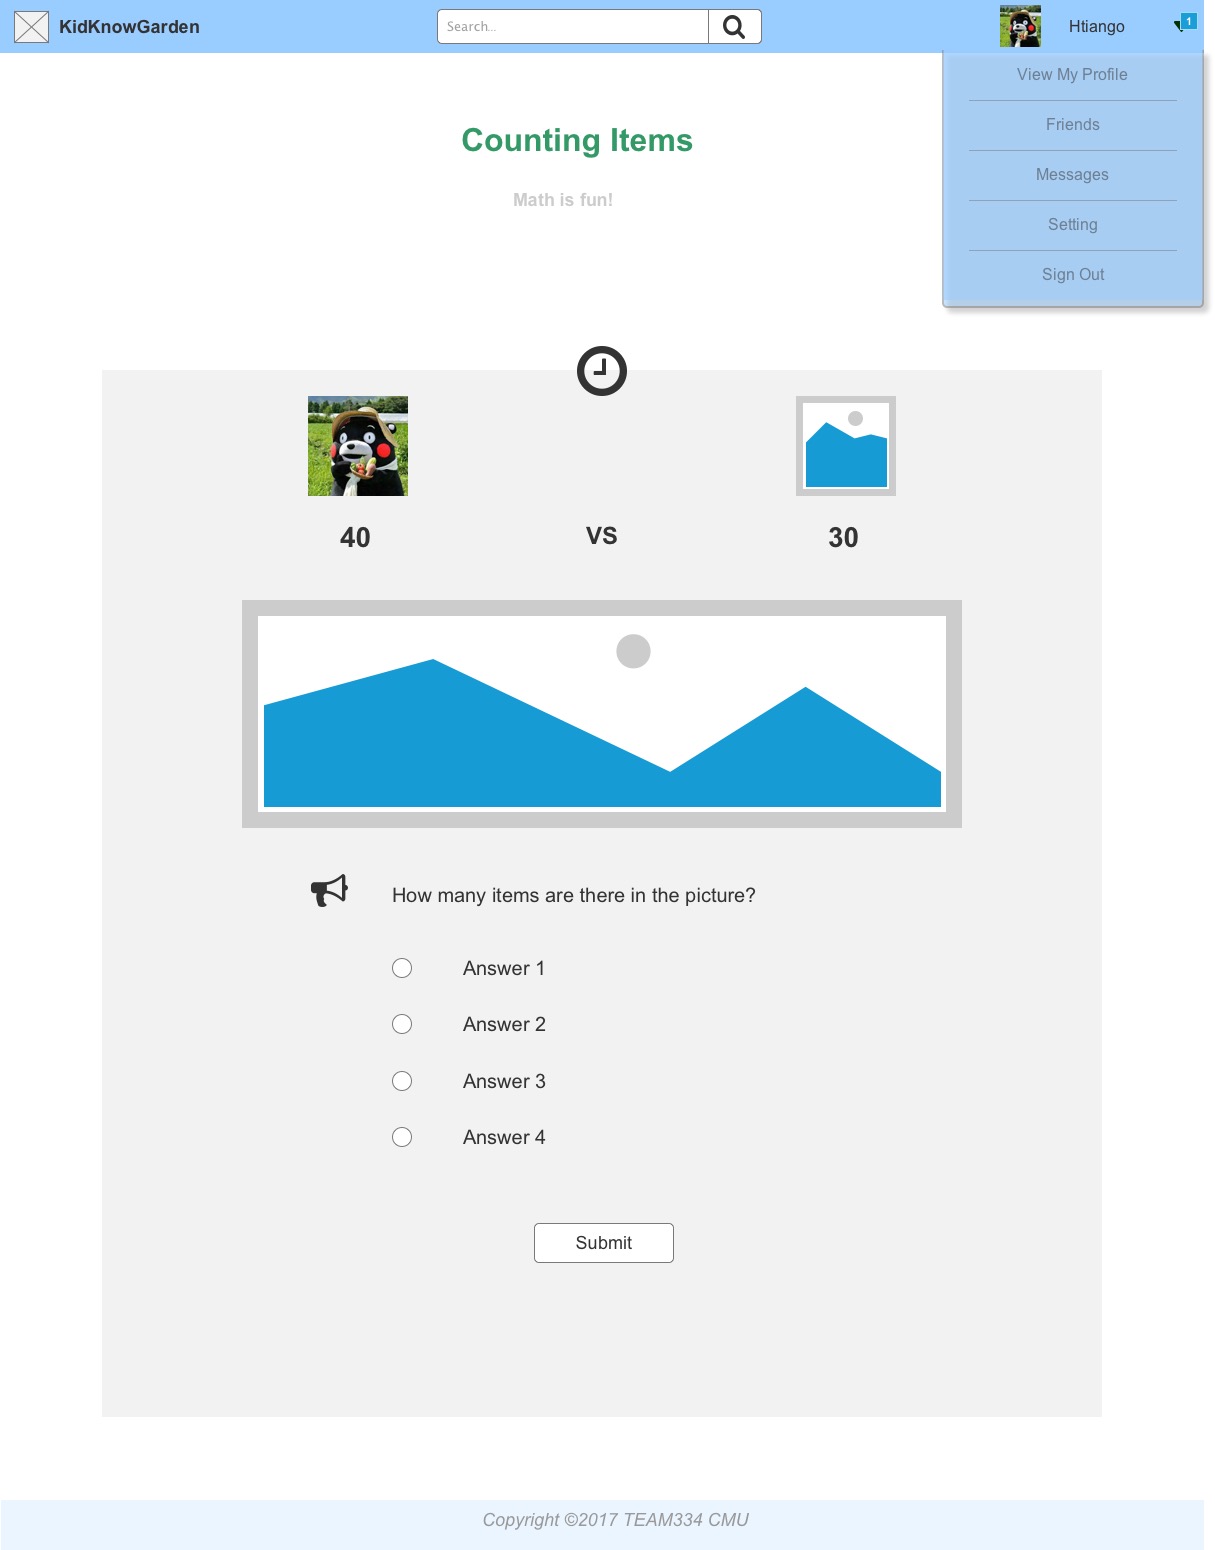 KidKnowGarden
Search...
Htiango
1
View My Profile
Friends
Messages
Setting
Sign Out
Counting Items
Math is fun!
40
VS
30
How many items are there in the picture?
Answer 1
Answer 2
Answer 3
Answer 4
Submit
Copyright ©2017 TEAM334 CMU